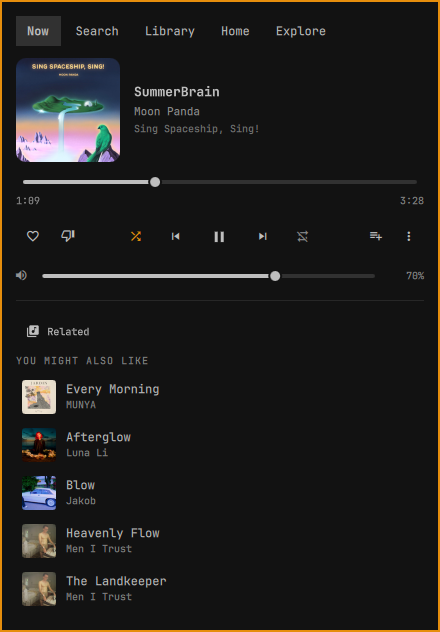 Now Search Library Home Explore
SING SPACESHIP, SING!
MOON PANDA
SummerBrain
Moon Panda
Sing Spaceship, Sing!
1:09 3:28
70%
Related
YOU MIGHT ALSO LIKE
Every Morning
MUNYA
Afterglow
Luna Li
Blow
Jakob
Heavenly Flow
Men I Trust
The Landkeeper
Men I Trust